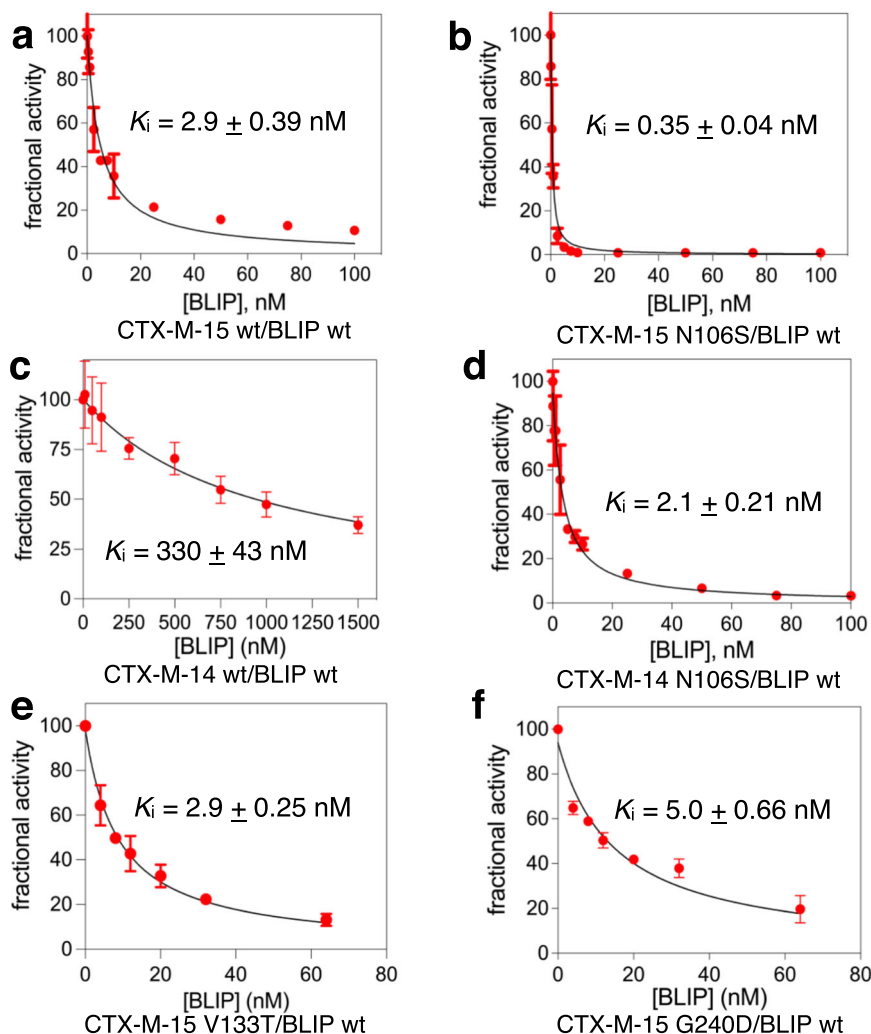 a
fractional activity
100
80
60
40
20
0
Ki = 2.9 ± 0.39 nM
0 20 40 60 80 100
[BLIP], nM
CTX-M-15 wt/BLIP wt
b
fractional activity
100
80
60
40
20
0
Ki = 0.35 ± 0.04 nM
0 20 40 60 80 100
[BLIP], nM
CTX-M-15 N106S/BLIP wt
c
fractional activity
100
75
50
25
0
Ki = 330 ± 43 nM
0 250 500 750 1000 1250 1500
[BLIP] (nM)
CTX-M-14 wt/BLIP wt
d
fractional activity
100
80
60
40
20
0
Ki = 2.1 ± 0.21 nM
0 20 40 60 80 100
[BLIP], nM
CTX-M-14 N106S/BLIP wt
e
fractional activity
100
80
60
40
20
0
Ki = 2.9 ± 0.25 nM
0 20 40 60 80
[BLIP] (nM)
CTX-M-15 V133T/BLIP wt
f
fractional activity
100
80
60
40
20
0
Ki = 5.0 ± 0.66 nM
0 20 40 60 80
[BLIP] (nM)
CTX-M-15 G240D/BLIP wt